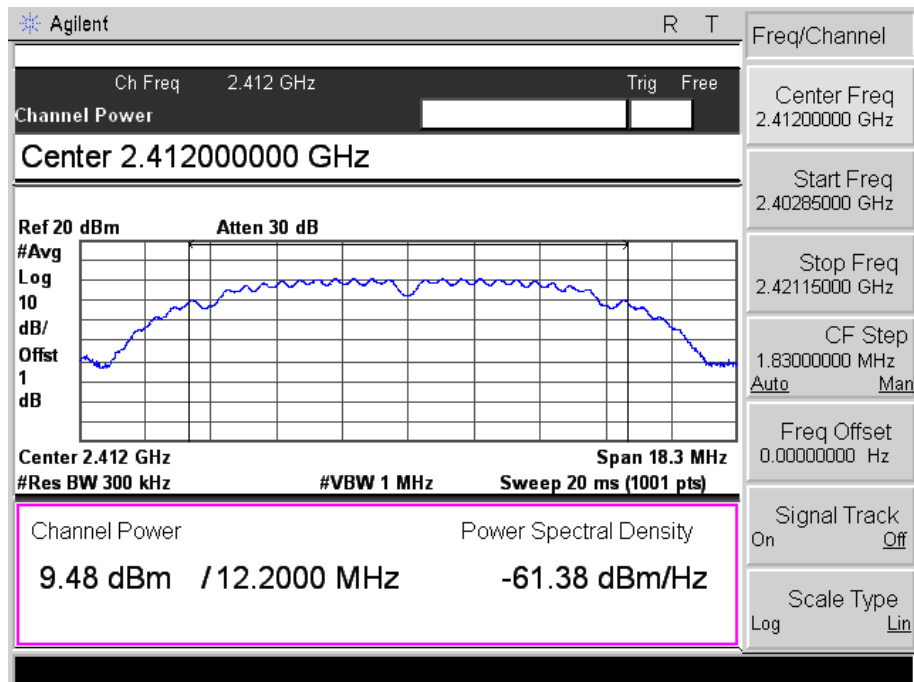 Agilent R T
Freq/Channel
Ch Freq 2.412 GHz Trig Free
Channel Power
Center 2.412000000 GHz
Ref 20 dBm Atten 30 dB
#Avg
Log
10
dB/
Offst
1
dB
Center 2.412 GHz Span 18.3 MHz
#Res BW 300 kHz #VBW 1 MHz Sweep 20 ms (1001 pts)
Channel Power Power Spectral Density
9.48 dBm / 12.2000 MHz -61.38 dBm/Hz
Center Freq
2.41200000 GHz
Start Freq
2.40285000 GHz
Stop Freq
2.42115000 GHz
CF Step
1.83000000 MHz
Auto Man
Freq Offset
0.00000000 Hz
Signal Track
On Off
Scale Type
Log Lin